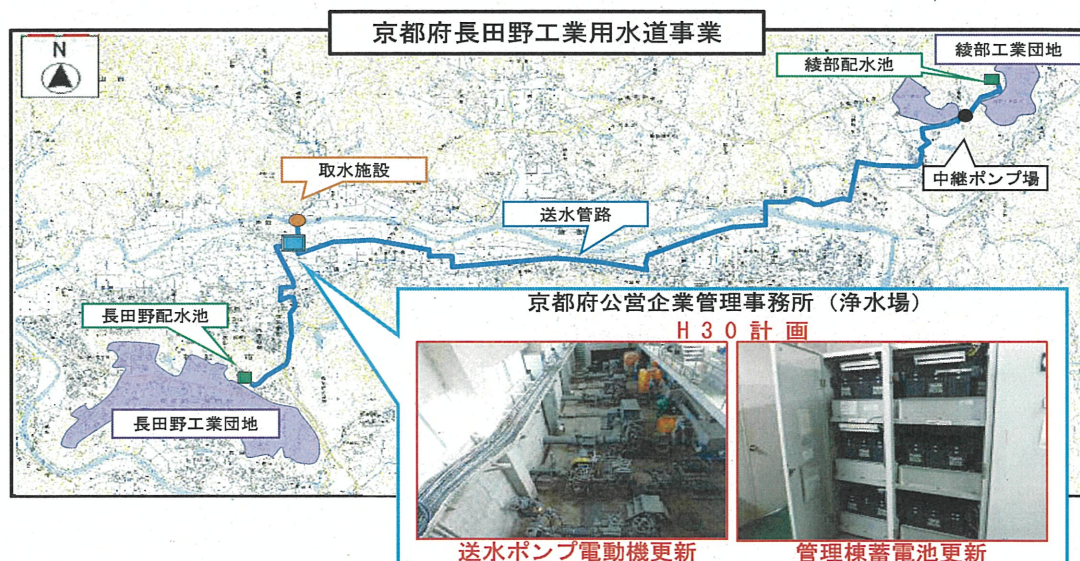 京都府長田野工業用水道事業
N
綾部工業団地
綾部配水池
取水施設
中継ポンプ場
送水管路
京都府公営企業管理事務所（浄水場）
H30計画
長田野配水池
長田野工業団地
送水ポンプ電動機更新
管理棟蓄電池更新